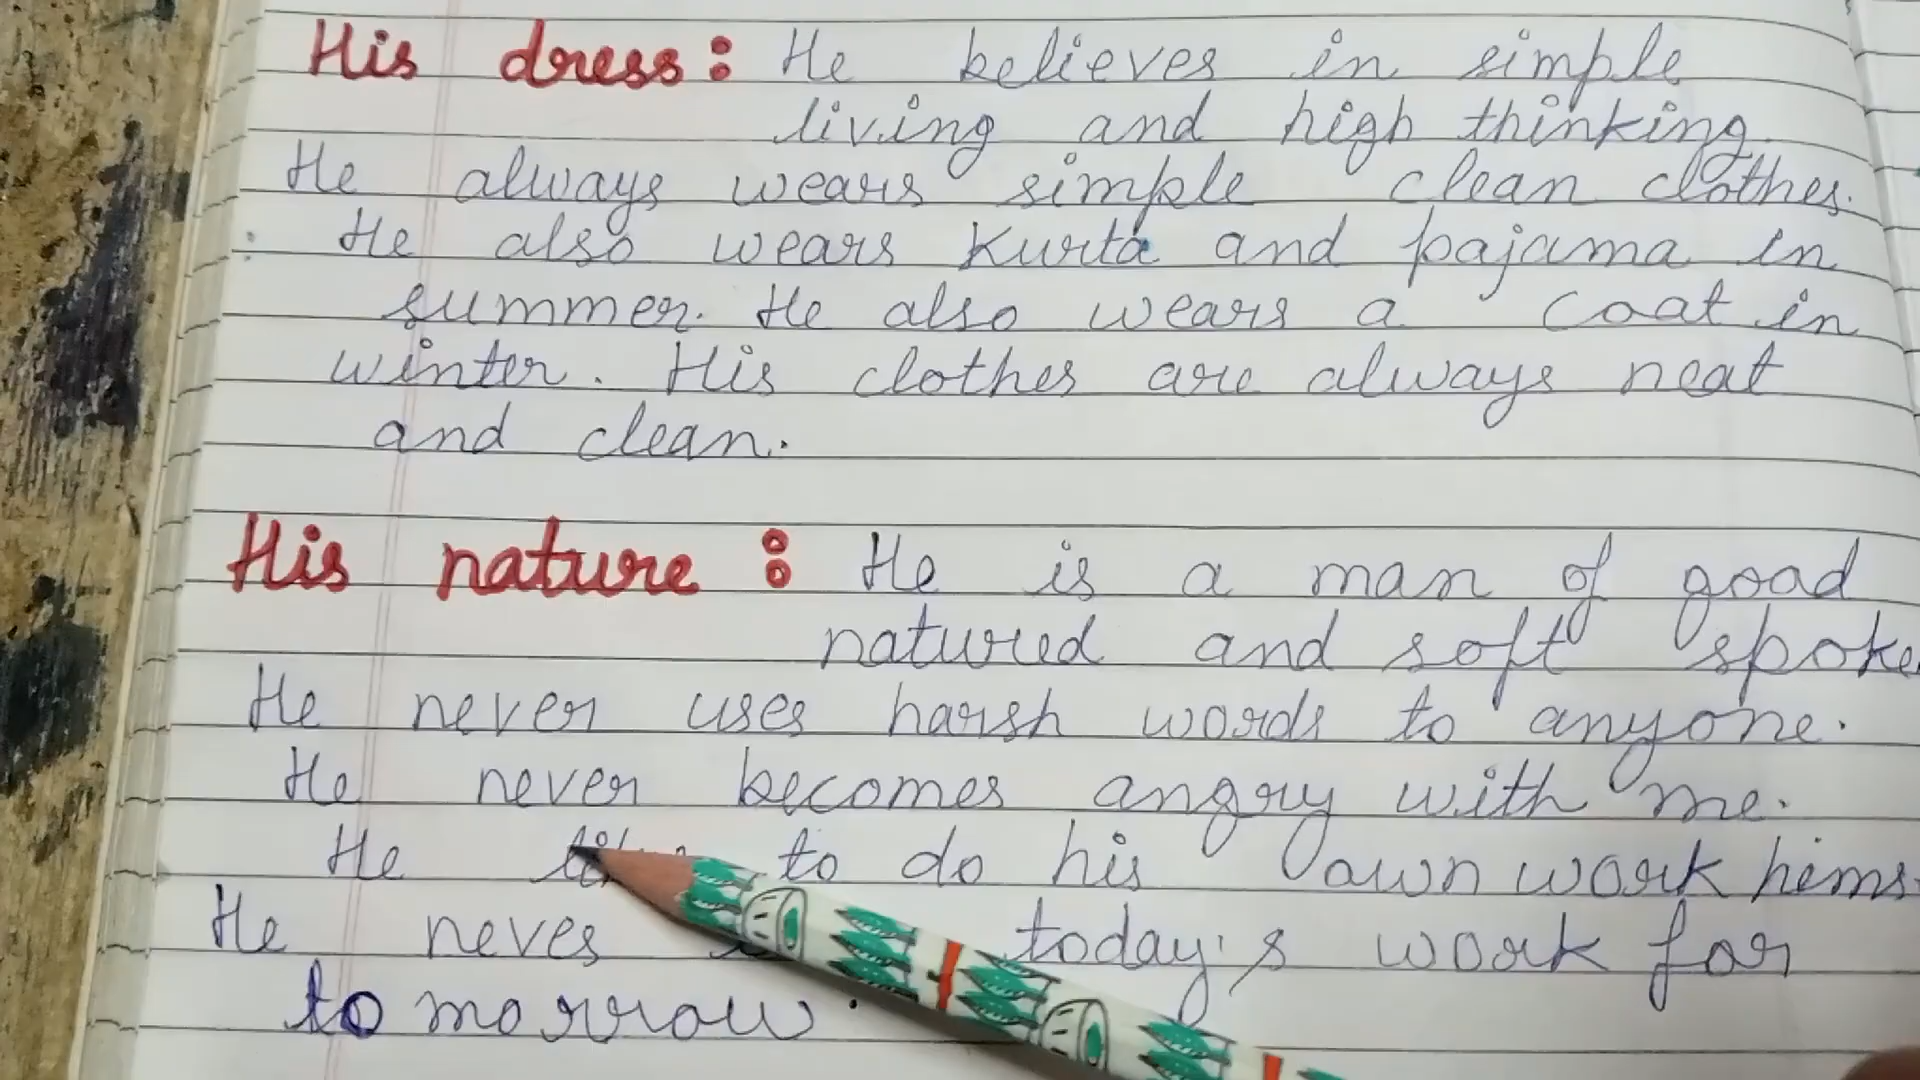 His dress: He believes in simple
living and high thinking
He always wears simple clean clothes.
He also wears Kurta and pajama in
summer. He also wears a coat in
winter. His clothes are always neat
and clean.
His nature: He is a man of good
natured and soft spoke
He never uses harsh words to anyone.
He never becomes angry with me.
He to do his own work hims
He neves today's work for
tomorrow.